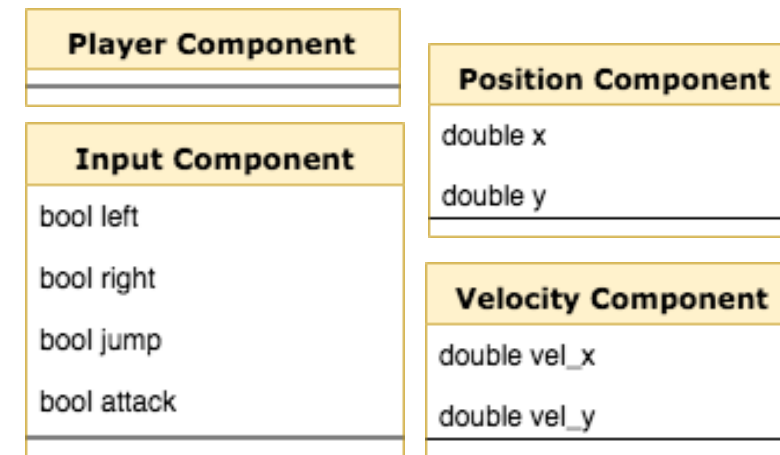 Player Component
Input Component
bool left
bool right
bool jump
bool attack
Position Component
double x
double y
Velocity Component
double vel_x
double vel_y